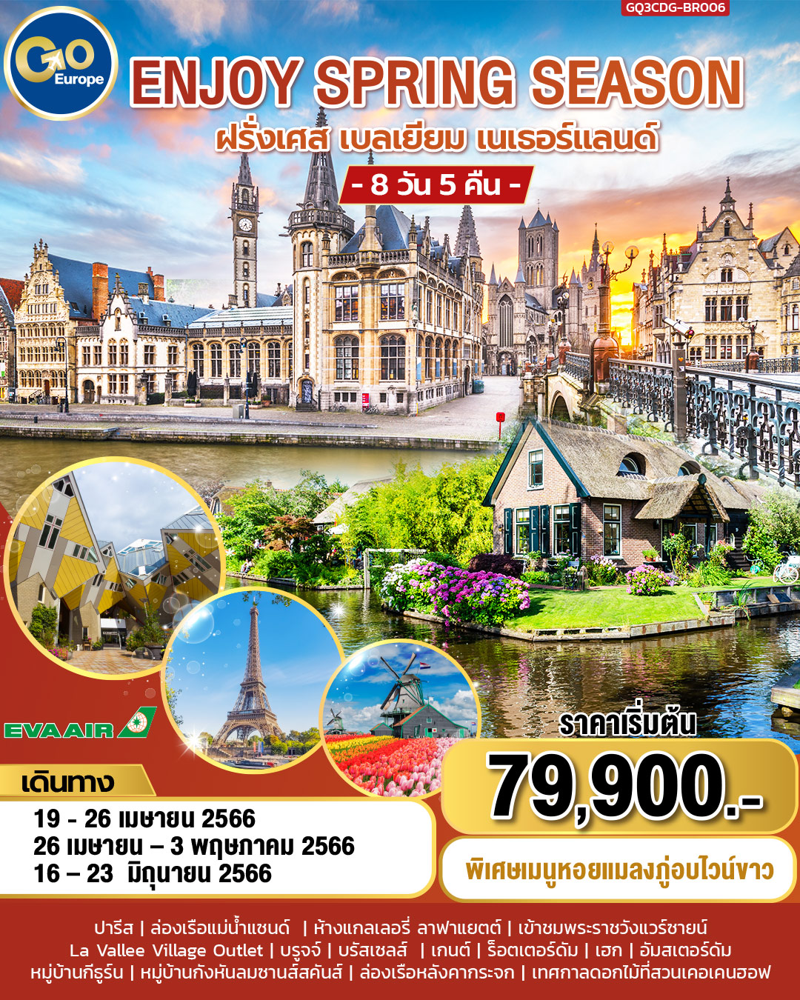 GQ3CDG-BR006
GO
Europe
ENJOY SPRING SEASON
ฝรั่งเศส เบลเยียม เนเธอร์แลนด์
- 8 วัน 5 คืน -
EVA AIR
ราคาเริ่มต้น
79,900.-
เดินทาง
19 - 26 เมษายน 2566
26 เมษายน – 3 พฤษภาคม 2566
16 – 23 มิถุนายน 2566
พิเศษเมนูหอยแมลงภู่อบไวน์ขาว
ปารีส | ล่องเรือแม่น้ำแซนด์ | ห้างแกลเลอรี่ ลาฟาแยตต์ | เข้าชมพระราชวังแวร์ซายน์
La Vallee Village Outlet | บรูจจ์ | บรัสเซลส์ | เกนต์ | ร็อตเตอร์ดัม | เฮก | อัมสเตอร์ดัม
หมู่บ้านกีธูร์น | หมู่บ้านกังหันลมซานส์สคันส์ | ล่องเรือหลังคากระจก | เทศกาลดอกไม้ที่สวนเคอเคนฮอฟ